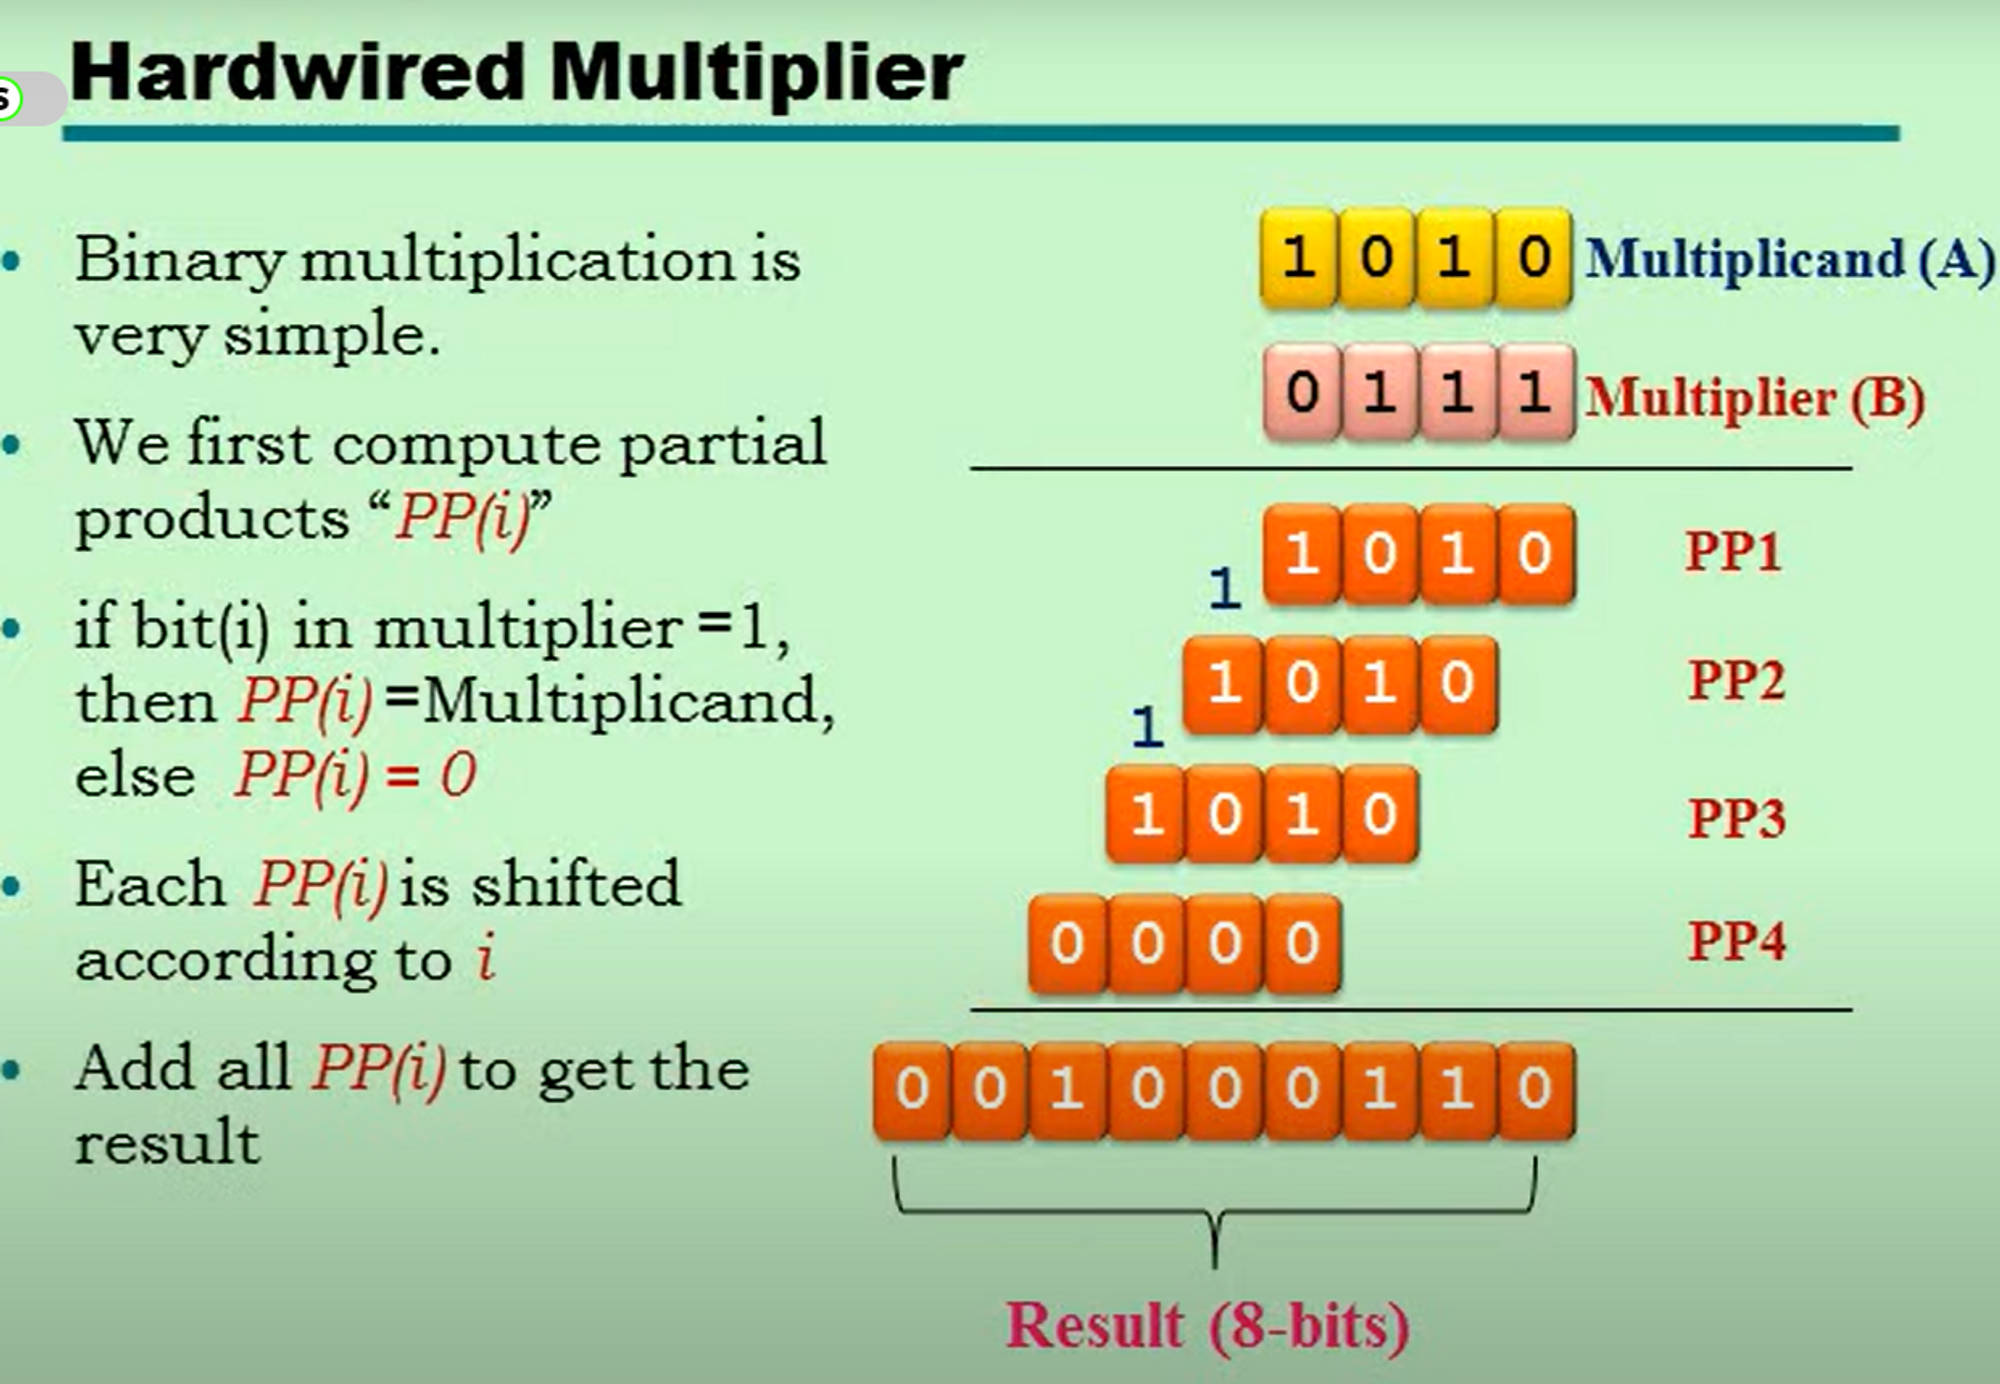 Hardwired Multiplier
s
• Binary multiplication is
very simple.
• We first compute partial
products “PP(i)”
• if bit(i) in multiplier =1,
then PP(i) =Multiplicand,
else PP(i) = 0
• Each PP(i) is shifted
according to i
• Add all PP(i) to get the
result
1 0 1 0 Multiplicand (A)
0 1 1 1 Multiplier (B)
1 0 1 0 PP1
1
1 0 1 0 PP2
1
1 0 1 0 PP3
0 0 0 0 PP4
0 0 1 0 0 0 1 1 0
Result (8-bits)